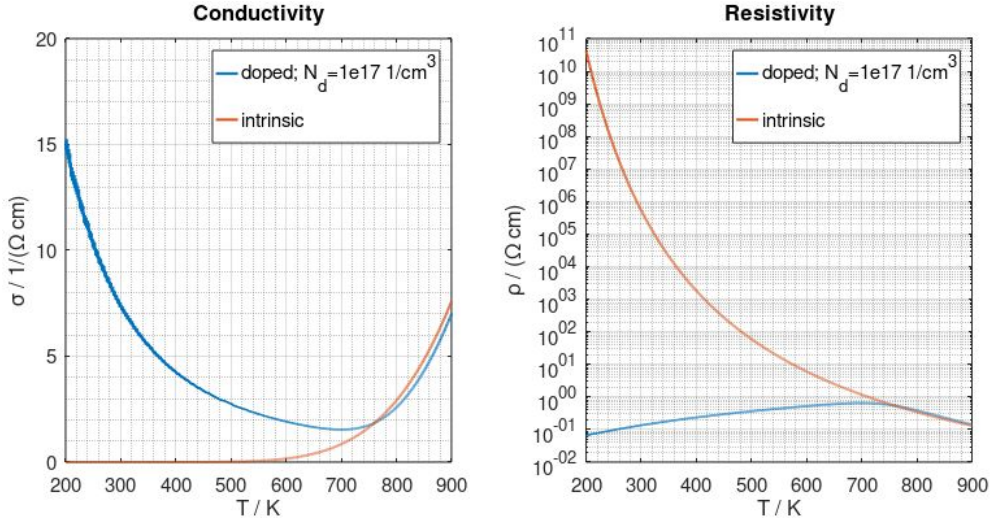 Conductivity
20
15
10
5
0
σ / 1/(Ω cm)
doped; N_d=1e17 1/cm^3
intrinsic
200 300 400 500 600 700 800 900
T / K
Resistivity
10^11
10^10
10^09
10^08
10^07
10^06
10^05
10^04
10^03
10^02
10^01
10^00
10^-01
10^-02
ρ / (Ω cm)
doped; N_d=1e17 1/cm^3
intrinsic
200 300 400 500 600 700 800 900
T / K